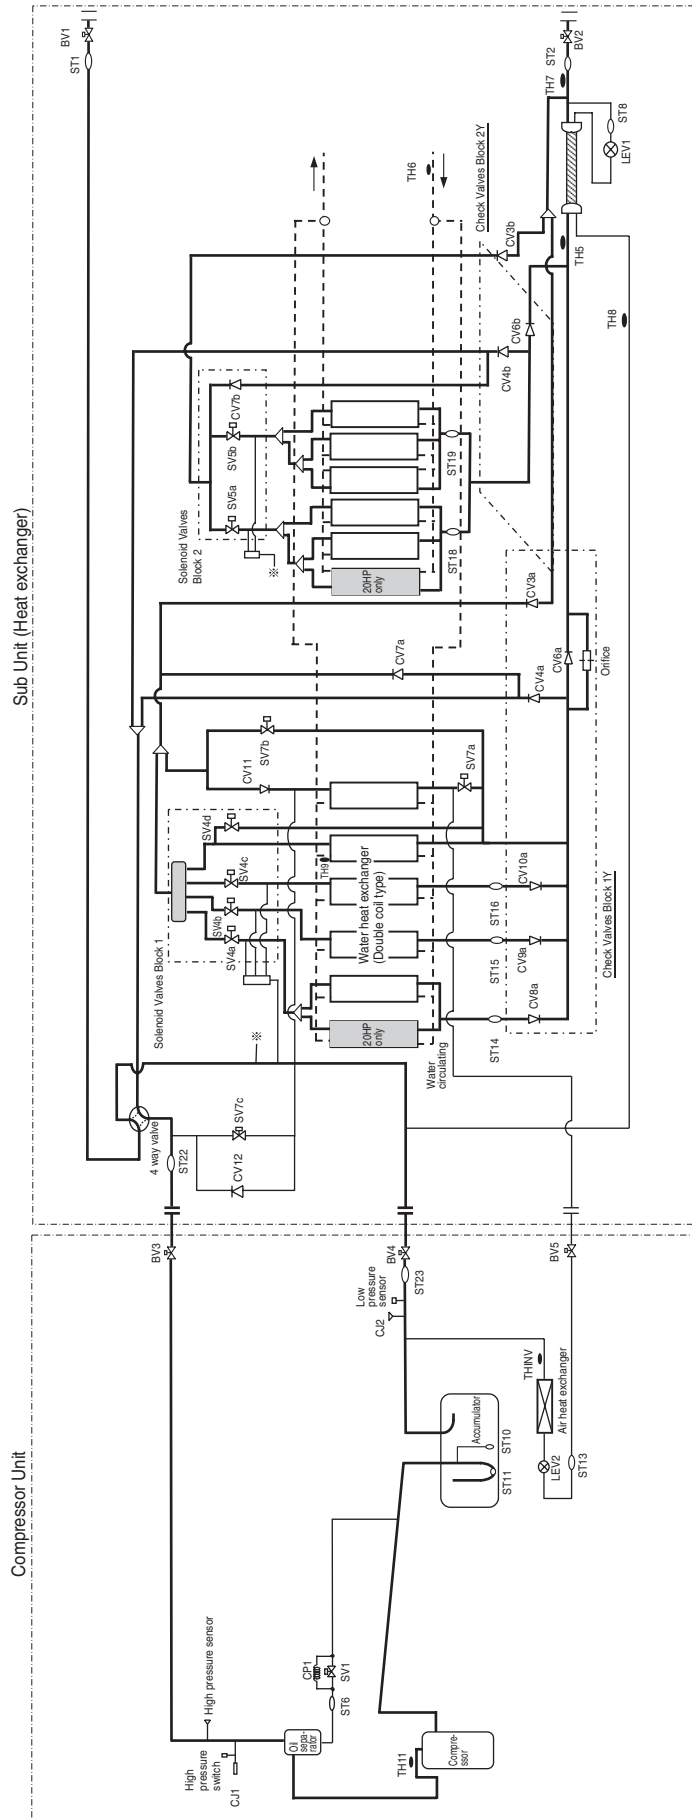 Compressor Unit
Sub Unit (Heat exchanger)
BV1
ST1
BV2
ST2
TH7
ST8
LEV1
TH6
Check Valves Block 2Y
CV3b
TH5
TH8
CV6b
CV4b
CV7b
SV5b
SV5a
Solenoid Valves
Block 2
※
ST19
ST18
20HP
only
CV3a
CV7a
CV6a
CV4a
Orifice
SV7b
CV11
SV7a
SV4d
SV4c
SV4b
SV4a
TH9
Solenoid Valves Block 1
Water heat exchanger
(Double coil type)
ST16
CV10a
ST15
CV9a
ST14
CV8a
Check Valves Block 1Y
20HP
only
Water
circulating
※
4 way valve
SV7c
ST22
CV12
BV3
BV4
BV5
ST23
Low
pressure
sensor
CJ2
THINV
Air heat exchanger
LEV2
ST13
Accumulator
ST10
ST11
CP1
SV1
ST6
High pressure sensor
High
pressure
switch
CJ1
Oil
sepa-
rator
TH11
Compre-
ssor